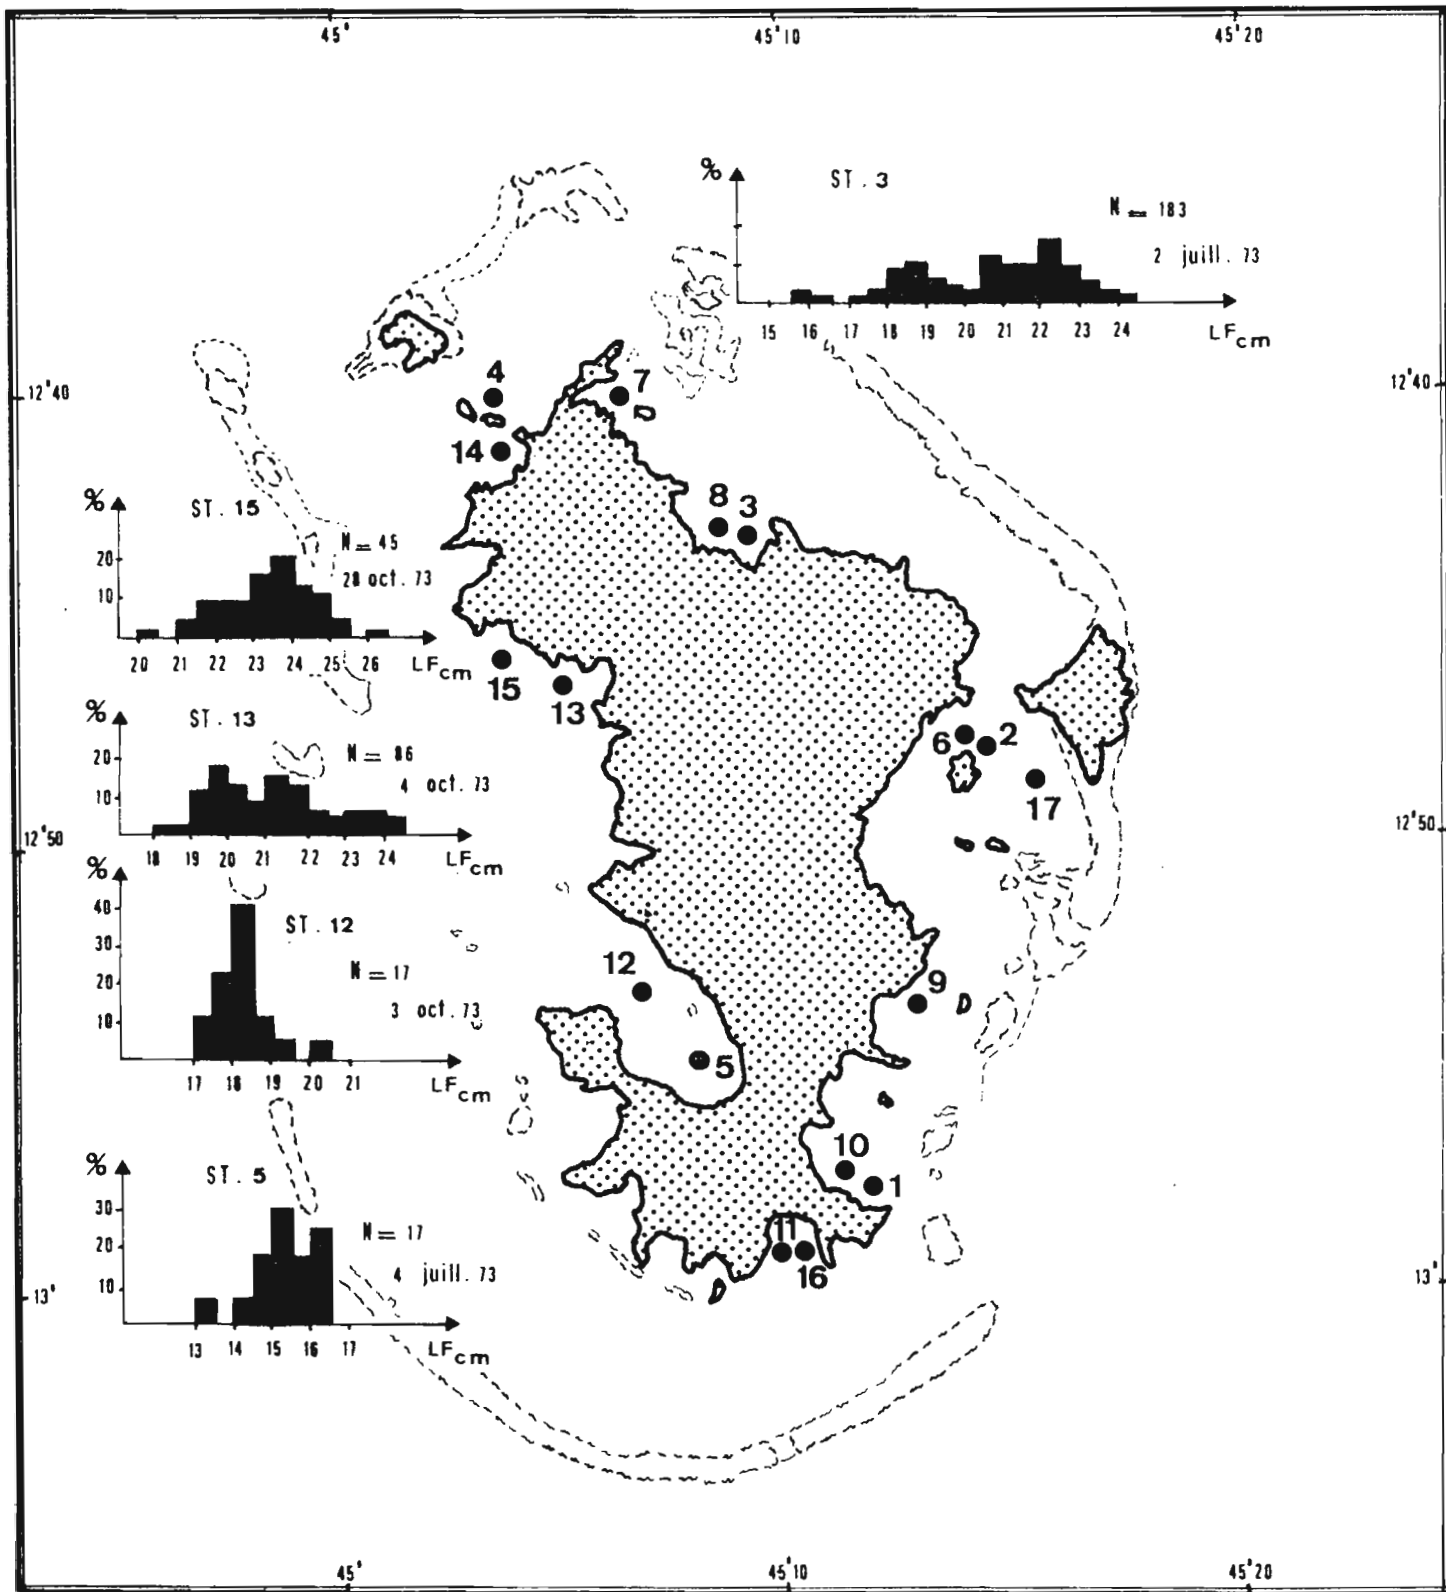 45° 45°10 45°20
% ST. 3
N = 183
2 juill. 73
15 16 17 18 19 20 21 22 23 24 LFcm
12°40 12°40
4 7
14
8 3
% ST. 15
N = 45
28 oct. 73
20
10
20 21 22 23 24 25 26 LFcm
15
13
6 2
17
% ST. 13
N = 86
4 oct. 73
20
10
18 19 20 21 22 23 24 LFcm
12°50 12°50
% ST. 12
N = 17
3 oct. 73
40
30
20
10
17 18 19 20 21 LFcm
12
9
5
10
1
11
16
% ST. 5
N = 17
4 juill. 73
30
20
10
13 14 15 16 17 LFcm
13° 13°
45° 45°10 45°20